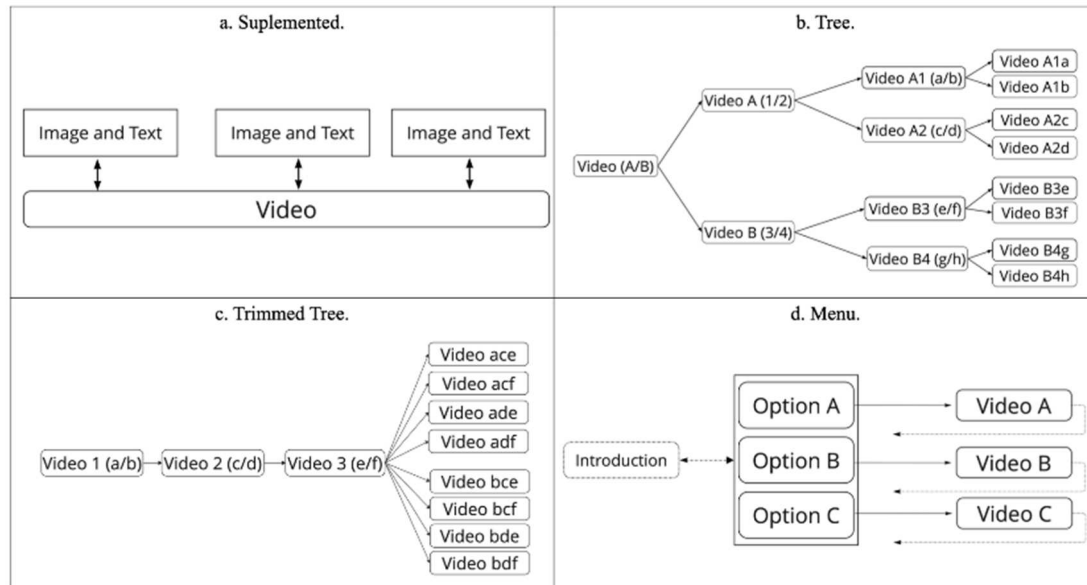 a. Suplemented.
Image and Text
Image and Text
Image and Text
Video
b. Tree.
Video (A/B)
Video A (1/2)
Video B (3/4)
Video A1 (a/b)
Video A2 (c/d)
Video B3 (e/f)
Video B4 (g/h)
Video A1a
Video A1b
Video A2c
Video A2d
Video B3e
Video B3f
Video B4g
Video B4h
c. Trimmed Tree.
Video 1 (a/b)
Video 2 (c/d)
Video 3 (e/f)
Video ace
Video acf
Video ade
Video adf
Video bce
Video bcf
Video bde
Video bdf
d. Menu.
Introduction
Option A
Option B
Option C
Video A
Video B
Video C